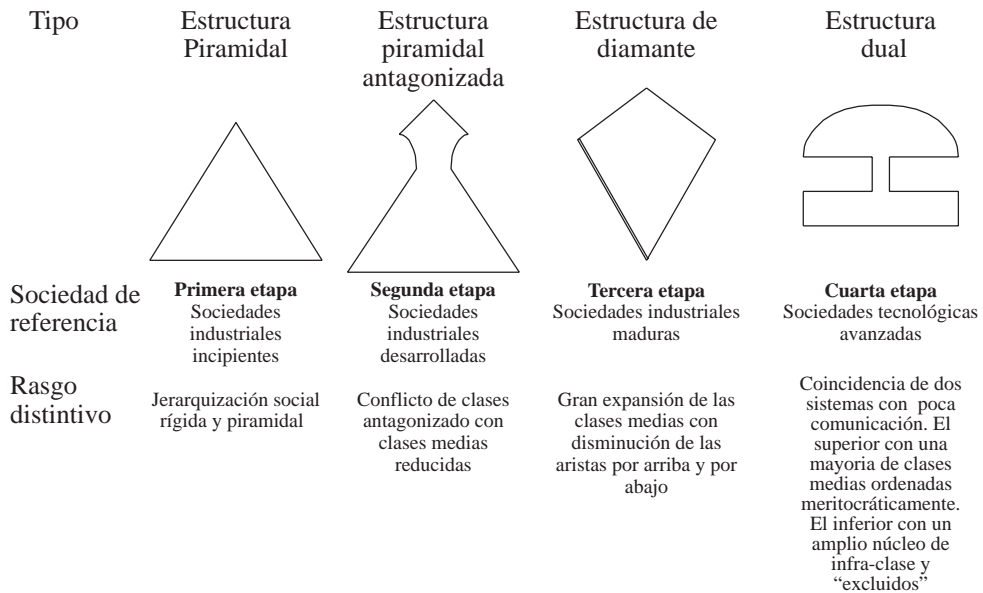 Tipo
Estructura
Piramidal
Estructura
piramidal
antagonizada
Estructura de
diamante
Estructura
dual
Sociedad de
referencia
Primera etapa
Sociedades
industriales
incipientes
Segunda etapa
Sociedades
industriales
desarrolladas
Tercera etapa
Sociedades industriales
maduras
Cuarta etapa
Sociedades tecnológicas
avanzadas
Rasgo
distintivo
Jerarquización social
rígida y piramidal
Conflicto de clases
antagonizado con
clases medias
reducidas
Gran expansión de las
clases medias con
disminución de las
aristas por arriba y por
abajo
Coincidencia de dos
sistemas con poca
comunicación. El
superior con una
mayoria de clases
medias ordenadas
meritocráticamente.
El inferior con un
amplio núcleo de
infra-clase y
“excluidos”